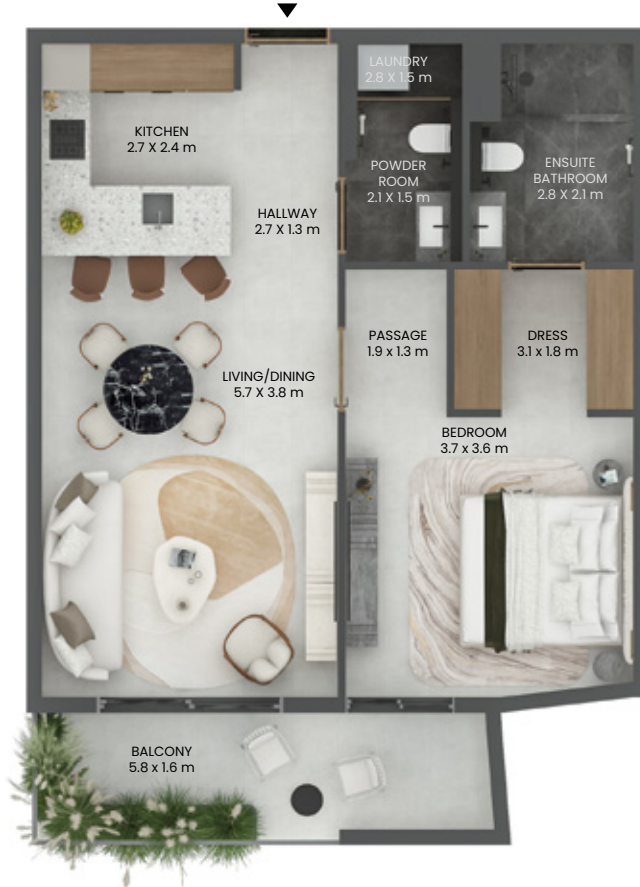 LAUNDRY
2.8 X 1.5 m
KITCHEN
2.7 X 2.4 m
POWDER
ROOM
2.1 X 1.5 m
ENSUITE
BATHROOM
2.8 X 2.1 m
HALLWAY
2.7 X 1.3 m
PASSAGE
1.9 x 1.3 m
DRESS
3.1 x 1.8 m
LIVING/DINING
5.7 X 3.8 m
BEDROOM
3.7 x 3.6 m
BALCONY
5.8 x 1.6 m